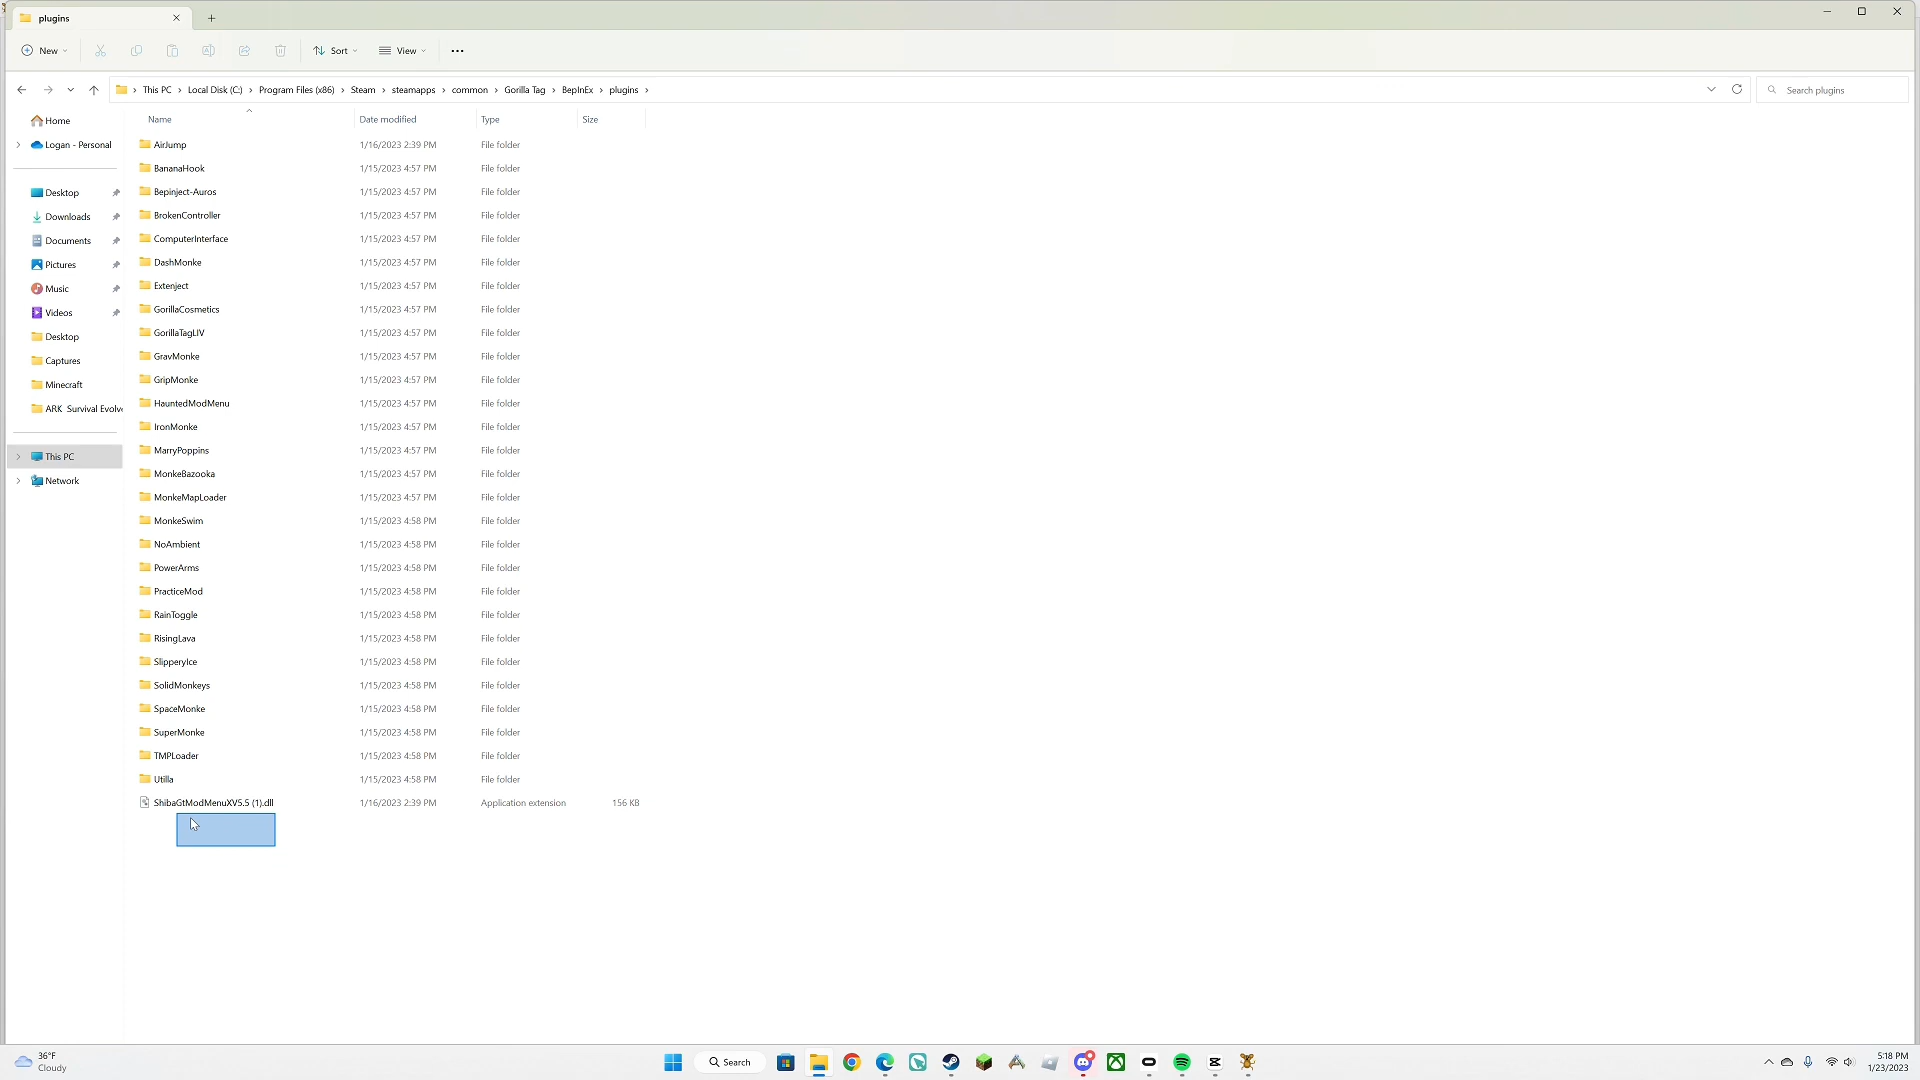 plugins
New
Sort
View
This PC > Local Disk (C:) > Program Files (x86) > Steam > steamapps > common > Gorilla Tag > BepInEx > plugins >
Search plugins
Home
Logan - Personal
Desktop
Downloads
Documents
Pictures
Music
Videos
Desktop
Captures
Minecraft
ARK Survival Evolve
This PC
Network
Name Date modified Type Size
AirJump 1/16/2023 2:39 PM File folder
BananaHook 1/15/2023 4:57 PM File folder
Bepinject-Auros 1/15/2023 4:57 PM File folder
BrokenController 1/15/2023 4:57 PM File folder
ComputerInterface 1/15/2023 4:57 PM File folder
DashMonke 1/15/2023 4:57 PM File folder
Extenject 1/15/2023 4:57 PM File folder
GorillaCosmetics 1/15/2023 4:57 PM File folder
GorillaTagLIV 1/15/2023 4:57 PM File folder
GravMonke 1/15/2023 4:57 PM File folder
GripMonke 1/15/2023 4:57 PM File folder
HauntedModMenu 1/15/2023 4:57 PM File folder
IronMonke 1/15/2023 4:57 PM File folder
MarryPoppins 1/15/2023 4:57 PM File folder
MonkeBazooka 1/15/2023 4:57 PM File folder
MonkeMapLoader 1/15/2023 4:57 PM File folder
MonkeSwim 1/15/2023 4:58 PM File folder
NoAmbient 1/15/2023 4:58 PM File folder
PowerArms 1/15/2023 4:58 PM File folder
PracticeMod 1/15/2023 4:58 PM File folder
RainToggle 1/15/2023 4:58 PM File folder
RisingLava 1/15/2023 4:58 PM File folder
SlipperyIce 1/15/2023 4:58 PM File folder
SolidMonkeys 1/15/2023 4:58 PM File folder
SpaceMonke 1/15/2023 4:58 PM File folder
SuperMonke 1/15/2023 4:58 PM File folder
TMPLoader 1/15/2023 4:58 PM File folder
Utilla 1/15/2023 4:58 PM File folder
ShibaGtModMenuXV5.5 (1).dll 1/16/2023 2:39 PM Application extension 156 KB
36°F
Cloudy
Search
5:18 PM
1/23/2023